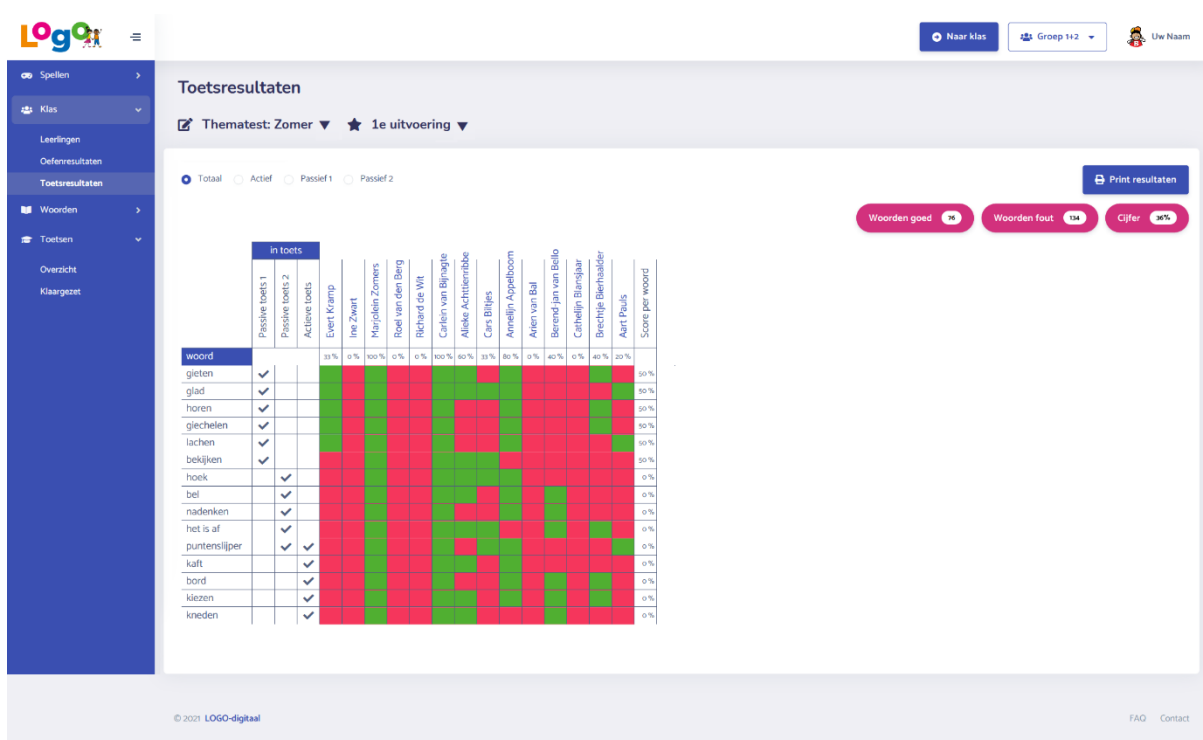 LOGO
Naar klas
Groep 1+2
Uw Naam
Spellen
Klas
Leerlingen
Oefenresultaten
Toetsresultaten
Woorden
Toetsen
Overzicht
Klaargezet
Toetsresultaten
Thematest: Zomer ▼ 1e uitvoering ▼
Totaal Actief Passief 1 Passief 2
Print resultaten
Woorden goed 76 Woorden fout 134 Cijfer 36%
in toets
Passive toets 1
Passive toets 2
Actieve toets
Evert Kramp
Ine Zwart
Marjolein Zomers
Roel van den Berg
Richard de Wit
Carlein van Bijnagte
Alieke Achttienribbe
Cars Biltjes
Annelijn Appelboom
Arien van Bal
Berend-jan van Bello
Cathelijn Blansjaar
Brechtje Bierhaalder
Aart Pauls
Score per woord
woord 33 % 0 % 100 % 0 % 0 % 100 % 60 % 33 % 80 % 0 % 40 % 0 % 40 % 20 %
gieten 50 %
glad 50 %
horen 50 %
giechelen 50 %
lachen 50 %
bekijken 50 %
hoek 0 %
bel 0 %
nadenken 0 %
het is af 0 %
puntenslijper 0 %
kaft 0 %
bord 0 %
kiezen 0 %
kneden 0 %
© 2021 LOGO-digitaal
FAQ Contact